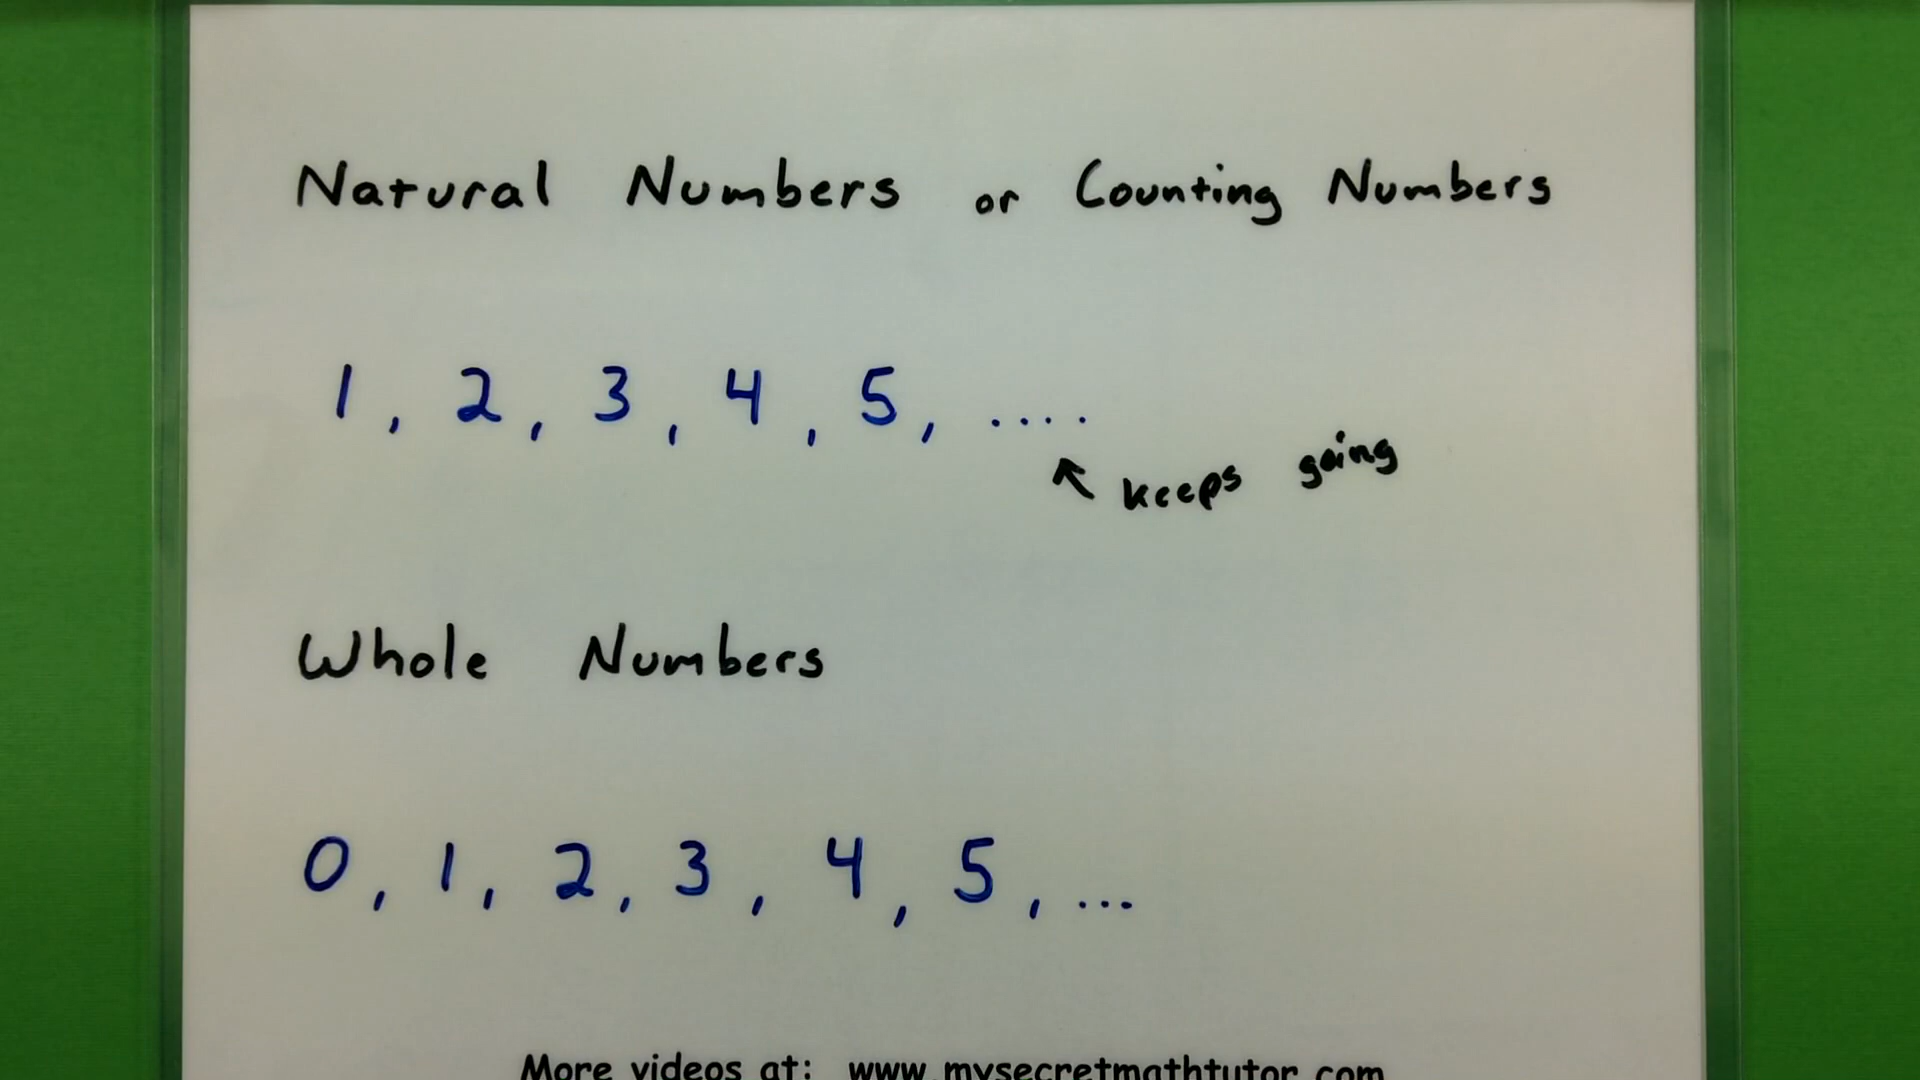 Natural Numbers or Counting Numbers
1, 2, 3, 4, 5, ....
keeps going
Whole Numbers
0, 1, 2, 3, 4, 5, ...
More videos at: www.mysecretmathtutor.com